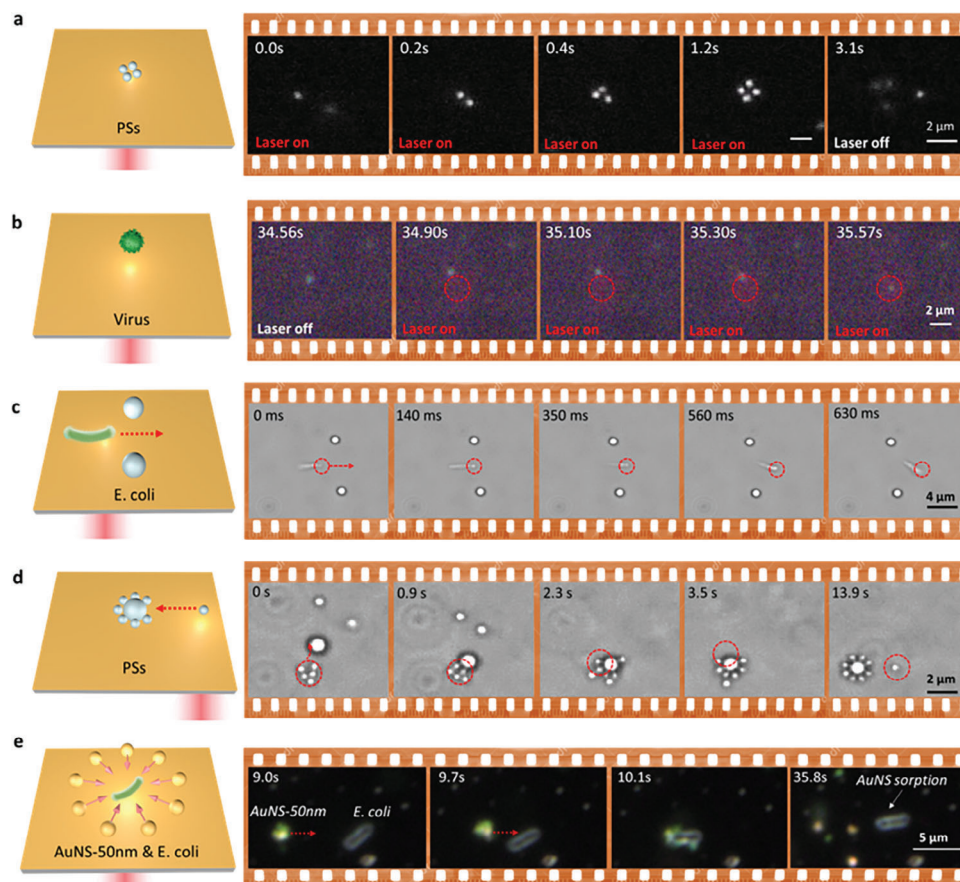 a
PSs
0.0s
Laser on
0.2s
Laser on
0.4s
Laser on
1.2s
Laser on
3.1s
Laser off
2 μm
b
Virus
34.56s
Laser off
34.90s
Laser on
35.10s
Laser on
35.30s
Laser on
35.57s
Laser on
2 μm
c
E. coli
0 ms
140 ms
350 ms
560 ms
630 ms
4 μm
d
PSs
0 s
0.9 s
2.3 s
3.5 s
13.9 s
2 μm
e
AuNS-50nm & E. coli
9.0s
AuNS-50nm
E. coli
9.7s
10.1s
35.8s
AuNS sorption
5 μm